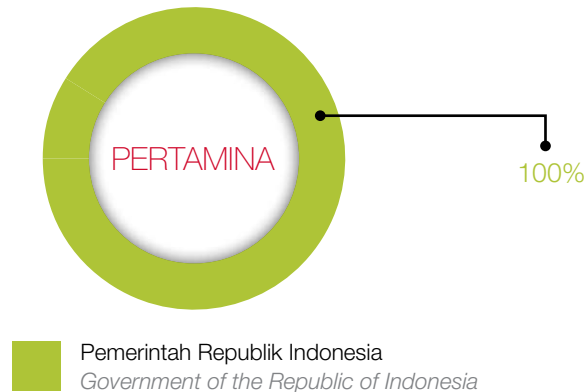 PERTAMINA
100%
Pemerintah Republik Indonesia
Government of the Republic of Indonesia